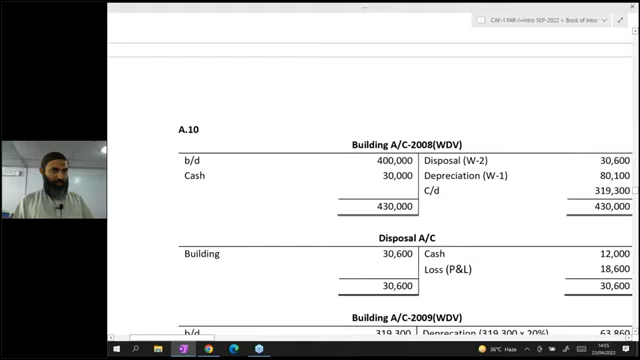 CAF-1 FAR-I+Intro SEP-2022 > Book of intro
A.10
Building A/C-2008(WDV)
b/d 400,000 Disposal (W-2) 30,600
Cash 30,000 Depreciation (W-1) 80,100
C/d 319,300
430,000 430,000
Disposal A/C
Building 30,600 Cash 12,000
Loss (P&L) 18,600
30,600 30,600
Building A/C-2009(WDV)
b/d 319,300 Depreciation (319,300 x 20%) 63,860
36°C Haze
14:55
23/04/2022